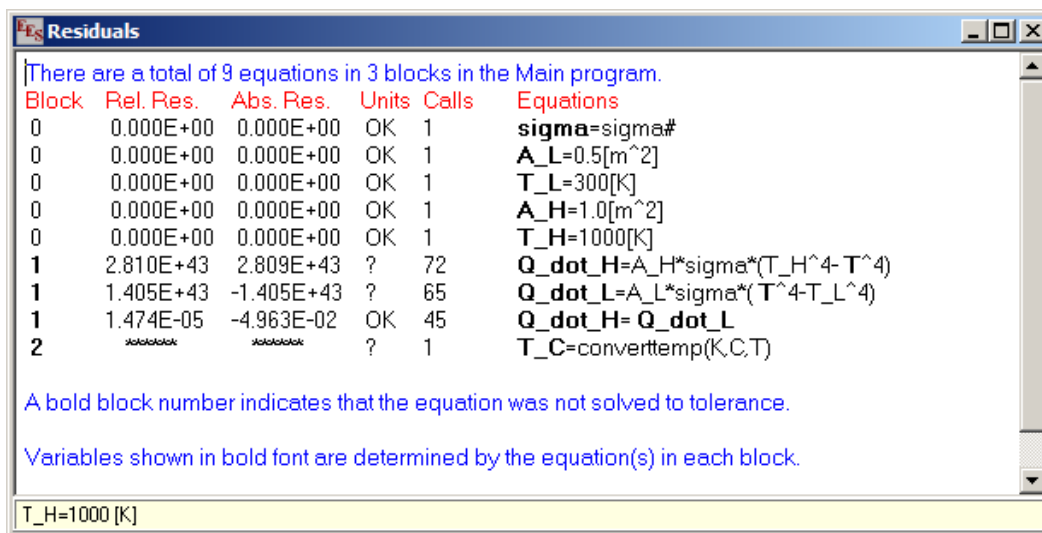 EES Residuals
There are a total of 9 equations in 3 blocks in the Main program.
Block Rel. Res. Abs. Res. Units Calls Equations
0 0.000E+00 0.000E+00 OK 1 sigma=sigma#
0 0.000E+00 0.000E+00 OK 1 A_L=0.5[m^2]
0 0.000E+00 0.000E+00 OK 1 T_L=300[K]
0 0.000E+00 0.000E+00 OK 1 A_H=1.0[m^2]
0 0.000E+00 0.000E+00 OK 1 T_H=1000[K]
1 2.810E+43 2.809E+43 ? 72 Q_dot_H=A_H*sigma*(T_H^4- T^4)
1 1.405E+43 -1.405E+43 ? 65 Q_dot_L=A_L*sigma*( T^4-T_L^4)
1 1.474E-05 -4.963E-02 OK 45 Q_dot_H= Q_dot_L
2 ******* ******* ? 1 T_C=converttemp(K,C,T)
A bold block number indicates that the equation was not solved to tolerance.
Variables shown in bold font are determined by the equation(s) in each block.
T_H=1000 [K]